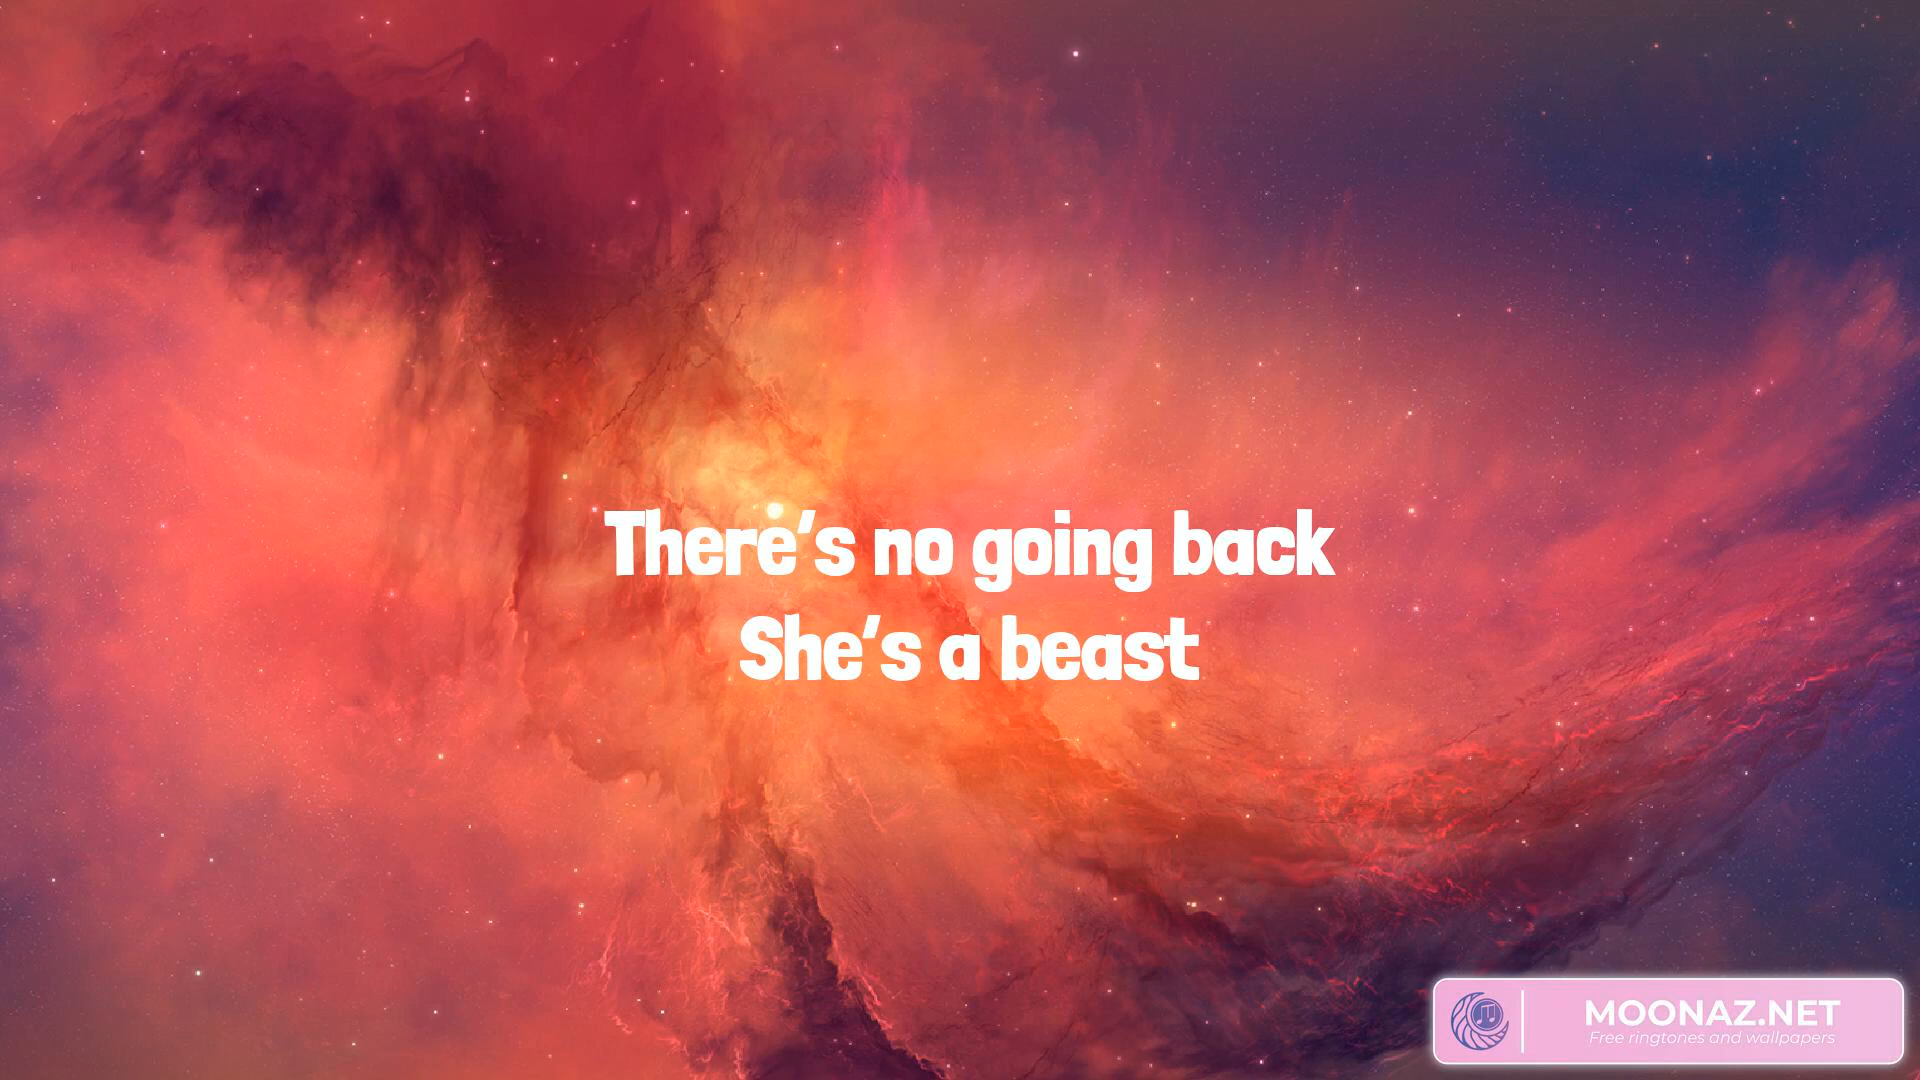 There's no going back
She's a beast
MOONAZ.NET
Free ringtones and wallpapers